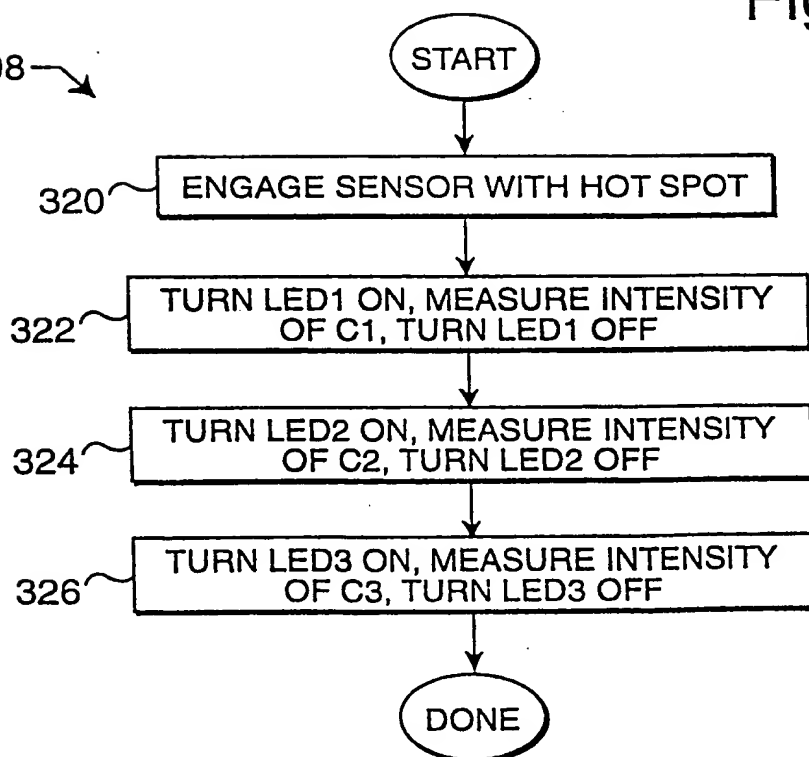 Fig
START
320
ENGAGE SENSOR WITH HOT SPOT
322
TURN LED1 ON, MEASURE INTENSITY
OF C1, TURN LED1 OFF
324
TURN LED2 ON, MEASURE INTENSITY
OF C2, TURN LED2 OFF
326
TURN LED3 ON, MEASURE INTENSITY
OF C3, TURN LED3 OFF
DONE